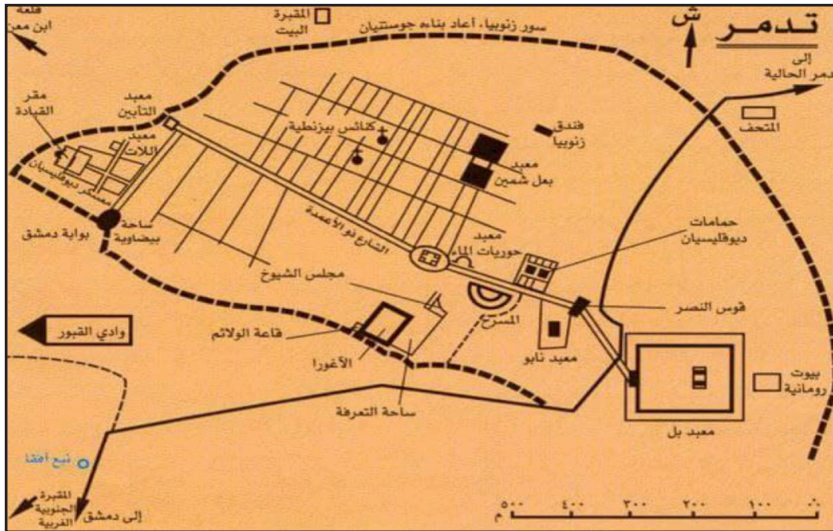 تدمر
ش
إلى
تدمر الحالية
المتحف
قلعة
ابن معن
المقبرة
البيت
سور زنوبيا، أعاد بناءه جوستنيان
مقر
القيادة
معبد
التأبين
معبد
اللات
معسكر ديوقليسيان
كنائس بيزنطية
فندق
زنوبيا
معبد
بعل شمين
ساحة
بيضاوية
بوابة دمشق
الشارع ذو الأعمدة
معبد
حوريات الماء
حمامات
ديوقليسيان
مجلس الشيوخ
المسرح
قوس النصر
وادي القبور
قاعة الولائم
الآغورا
معبد نابو
بيوت
رومانية
ساحة التعرفة
معبد بل
نبع أفقا
المقبرة
الجنوبية
الغربية
إلى دمشق
٥٠٠ ٤٠٠ ٣٠٠ ٢٠٠ ١٠٠ ٠
م